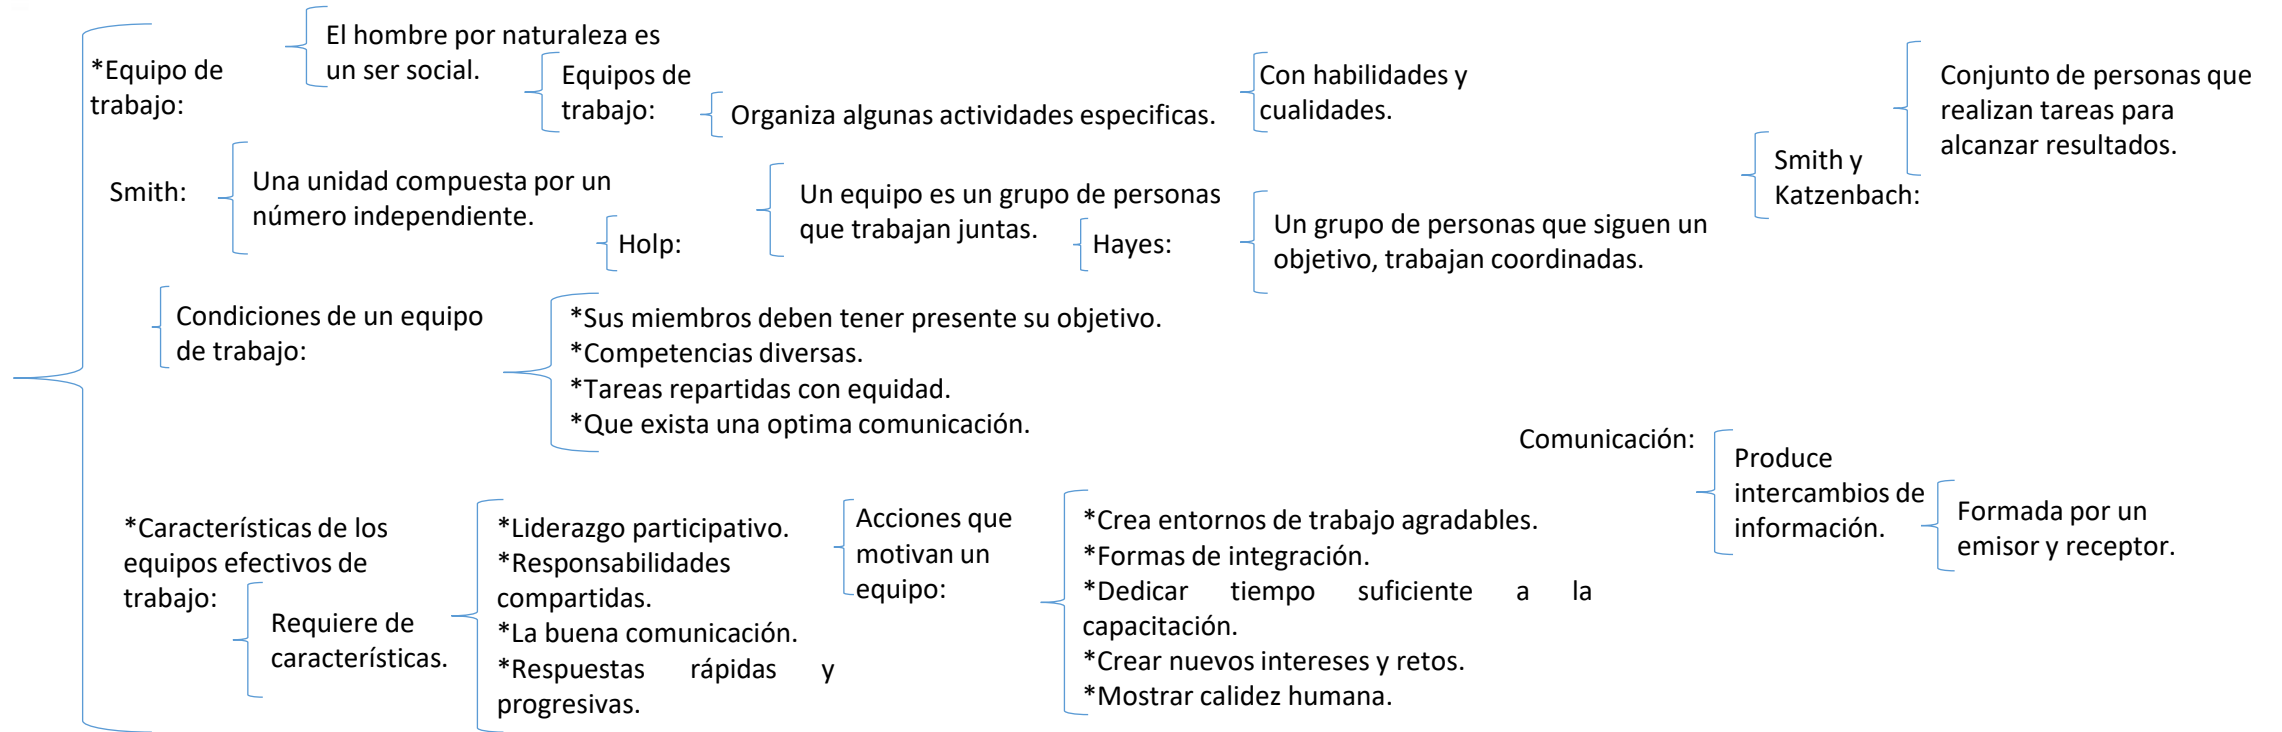 *Equipo de
trabajo:
El hombre por naturaleza es
un ser social.
Equipos de
trabajo:
Organiza algunas actividades especificas.
Con habilidades y
cualidades.
Smith:
Una unidad compuesta por un
número independiente.
Holp:
Un equipo es un grupo de personas
que trabajan juntas.
Hayes:
Un grupo de personas que siguen un
objetivo, trabajan coordinadas.
Smith y
Katzenbach:
Conjunto de personas que
realizan tareas para
alcanzar resultados.
Condiciones de un equipo
de trabajo:
*Sus miembros deben tener presente su objetivo.
*Competencias diversas.
*Tareas repartidas con equidad.
*Que exista una optima comunicación.
*Características de los
equipos efectivos de
trabajo:
Requiere de
características.
*Liderazgo participativo.
*Responsabilidades
compartidas.
*La buena comunicación.
*Respuestas rápidas y
progresivas.
Acciones que
motivan un
equipo:
*Crea entornos de trabajo agradables.
*Formas de integración.
*Dedicar tiempo suficiente a la
capacitación.
*Crear nuevos intereses y retos.
*Mostrar calidez humana.
Comunicación:
Produce
intercambios de
información.
Formada por un
emisor y receptor.